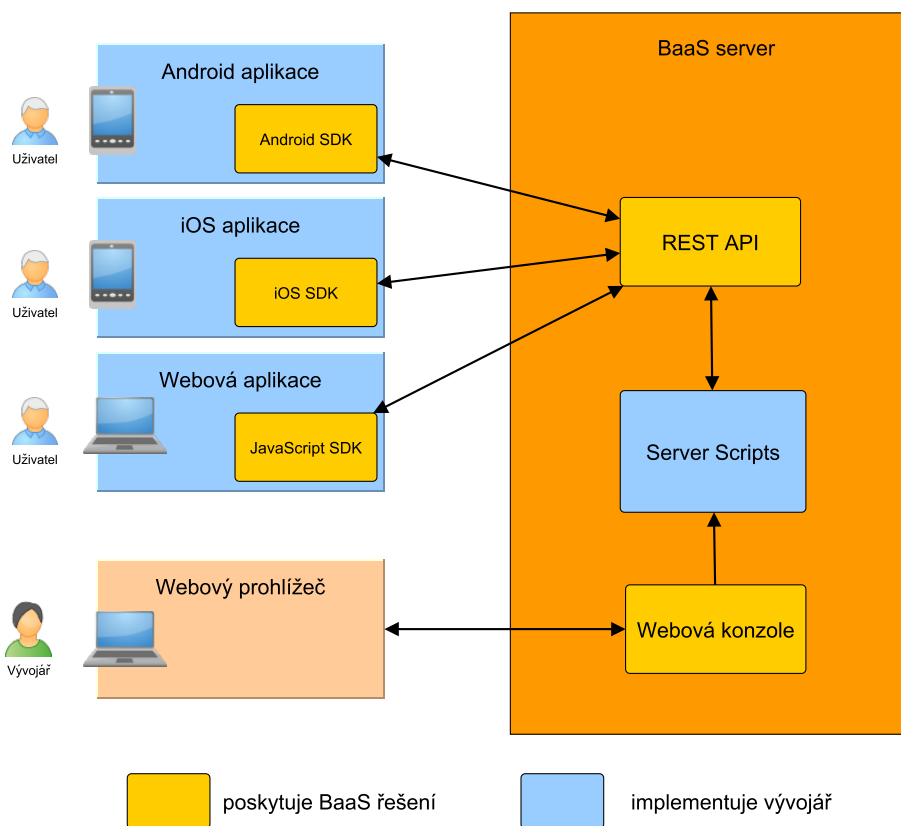 BaaS server
Android aplikace
Android SDK
Uživatel
iOS aplikace
REST API
iOS SDK
Uživatel
Webová aplikace
JavaScript SDK
Server Scripts
Uživatel
Webový prohlížeč
Webová konzole
Vývojář
poskytuje BaaS řešení
implementuje vývojář